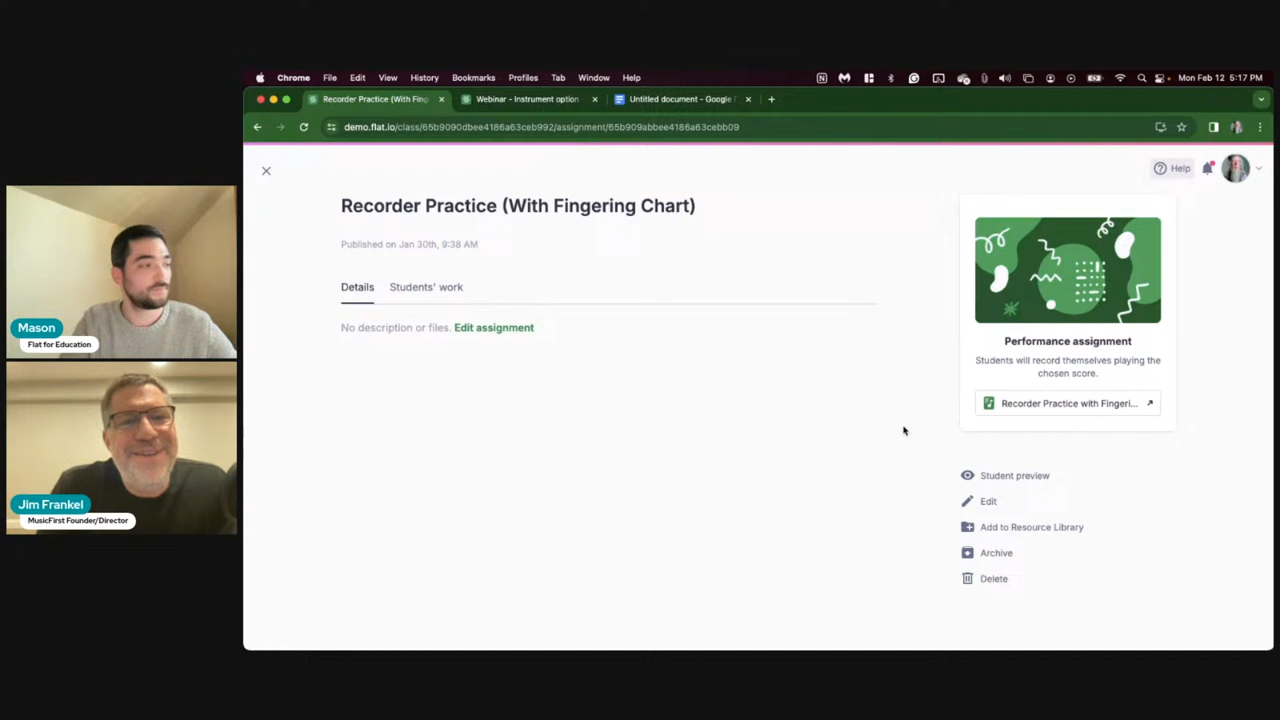 Chrome File Edit View History Bookmarks Profiles Tab Window Help
Mon Feb 12 5:17 PM
Recorder Practice (With Fing
Webinar - Instrument option
Untitled document - Google
demo.flat.io/class/65b9090dbee4186a63ceb992/assignment/65b909abbee4186a63cebb09
Help
Recorder Practice (With Fingering Chart)
Published on Jan 30th, 9:38 AM
Details Students' work
No description or files. Edit assignment
Performance assignment
Students will record themselves playing the
chosen score.
Recorder Practice with Fingeri...
Student preview
Edit
Add to Resource Library
Archive
Delete
Mason
Flat for Education
Jim Frankel
MusicFirst Founder/Director